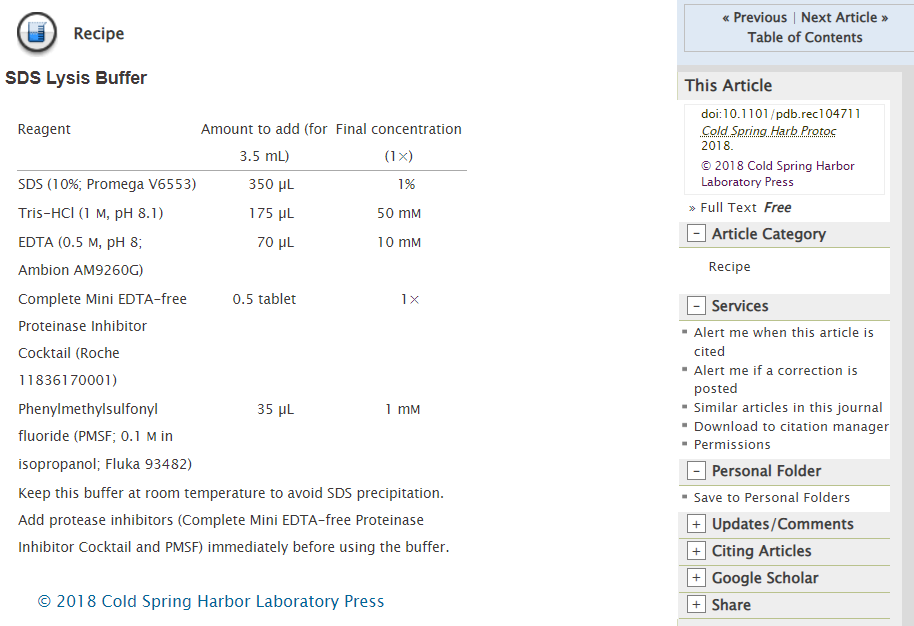 Recipe
SDS Lysis Buffer
Reagent Amount to add (for 3.5 mL) Final concentration (1×)
SDS (10%; Promega V6553) 350 µL 1%
Tris-HCl (1 M, pH 8.1) 175 µL 50 mM
EDTA (0.5 M, pH 8; 70 µL 10 mM
Ambion AM9260G)
Complete Mini EDTA-free 0.5 tablet 1×
Proteinase Inhibitor
Cocktail (Roche
11836170001)
Phenylmethylsulfonyl 35 µL 1 mM
fluoride (PMSF; 0.1 M in
isopropanol; Fluka 93482)
Keep this buffer at room temperature to avoid SDS precipitation.
Add protease inhibitors (Complete Mini EDTA-free Proteinase
Inhibitor Cocktail and PMSF) immediately before using the buffer.
© 2018 Cold Spring Harbor Laboratory Press
« Previous | Next Article »
Table of Contents
This Article
doi:10.1101/pdb.rec104711
Cold Spring Harb Protoc
2018.
© 2018 Cold Spring Harbor
Laboratory Press
» Full Text Free
− Article Category
Recipe
− Services
Alert me when this article is
cited
Alert me if a correction is
posted
Similar articles in this journal
Download to citation manager
Permissions
− Personal Folder
Save to Personal Folders
+ Updates/Comments
+ Citing Articles
+ Google Scholar
+ Share